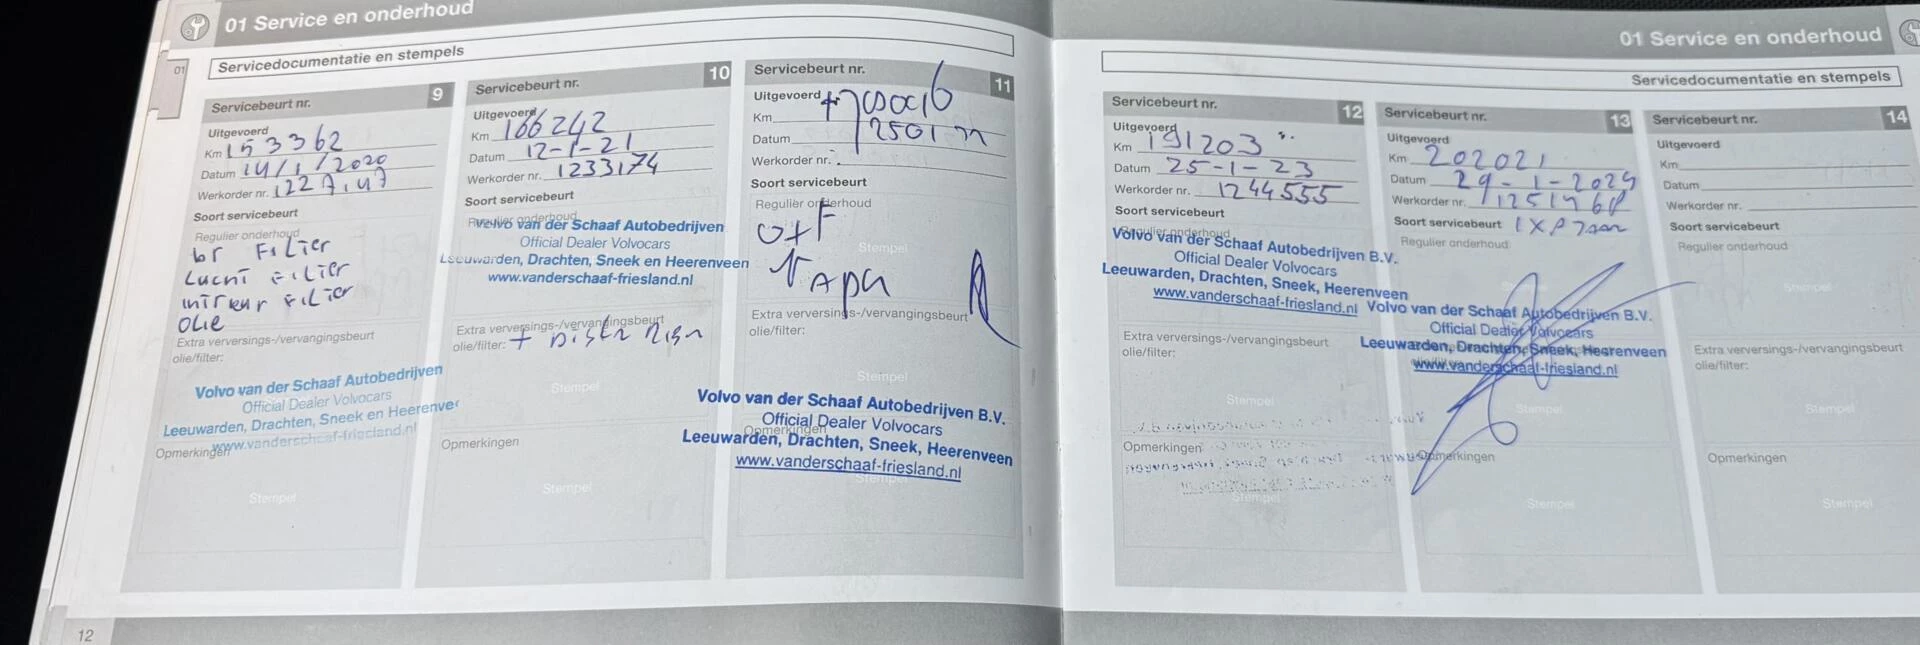 01 Service en onderhoud
Servicedocumentatie en stempels
01
Servicebeurt nr. 9
Uitgevoerd
Km 153362
Datum 14/1/2020
Werkorder nr. 1227147
Soort servicebeurt
Regulier onderhoud
br Filter
Lucht Filter
interieur Filter
Olie
Extra verversings-/vervangingsbeurt
olie/filter:
Volvo van der Schaaf Autobedrijven
Official Dealer Volvocars
Leeuwarden, Drachten, Sneek en Heerenve
www.vanderschaaf-friesland.nl
Opmerkingen
Stempel
Servicebeurt nr. 10
Uitgevoerd
Km 166242
Datum 12-1-21
Werkorder nr. 1233174
Soort servicebeurt
Regulier onderhoud
Volvo van der Schaaf Autobedrijven
Official Dealer Volvocars
Leeuwarden, Drachten, Sneek en Heerenveen
www.vanderschaaf-friesland.nl
Extra verversings-/vervangingsbeurt
olie/filter: +
Stempel
Opmerkingen
Stempel
Servicebeurt nr. 11
Uitgevoerd
Km
Datum
Werkorder nr.
Soort servicebeurt
Regulier onderhoud
O+F
Stempel
Extra verversings-/vervangingsbeurt
olie/filter:
Stempel
Volvo van der Schaaf Autobedrijven B.V.
Official Dealer Volvocars
Opmerkingen
Leeuwarden, Drachten, Sneek, Heerenveen
www.vanderschaaf-friesland.nl
Stempel
12
01 Service en onderhoud
Servicedocumentatie en stempels
Servicebeurt nr. 12
Uitgevoerd
Km 191203
Datum 25-1-23
Werkorder nr. 1244555
Soort servicebeurt
Regulier onderhoud
Volvo van der Schaaf Autobedrijven B.V.
Official Dealer Volvocars
Leeuwarden, Drachten, Sneek, Heerenveen
www.vanderschaaf-friesland.nl
Extra verversings-/vervangingsbeurt
olie/filter:
Stempel
Opmerkingen
Stempel
Servicebeurt nr. 13
Uitgevoerd
Km 202021
Datum 29-1-2024
Werkorder nr.
Soort servicebeurt 1XP Jaar
Regulier onderhoud
Volvo van der Schaaf Autobedrijven B.V.
Official Dealer Volvocars
Leeuwarden, Drachten, Sneek, Heerenveen
www.vanderschaaf-friesland.nl
Stempel
Opmerkingen
Stempel
Servicebeurt nr. 14
Uitgevoerd
Km
Datum
Werkorder nr.
Soort servicebeurt
Regulier onderhoud
Stempel
Extra verversings-/vervangingsbeurt
olie/filter:
Stempel
Opmerkingen
Stempel